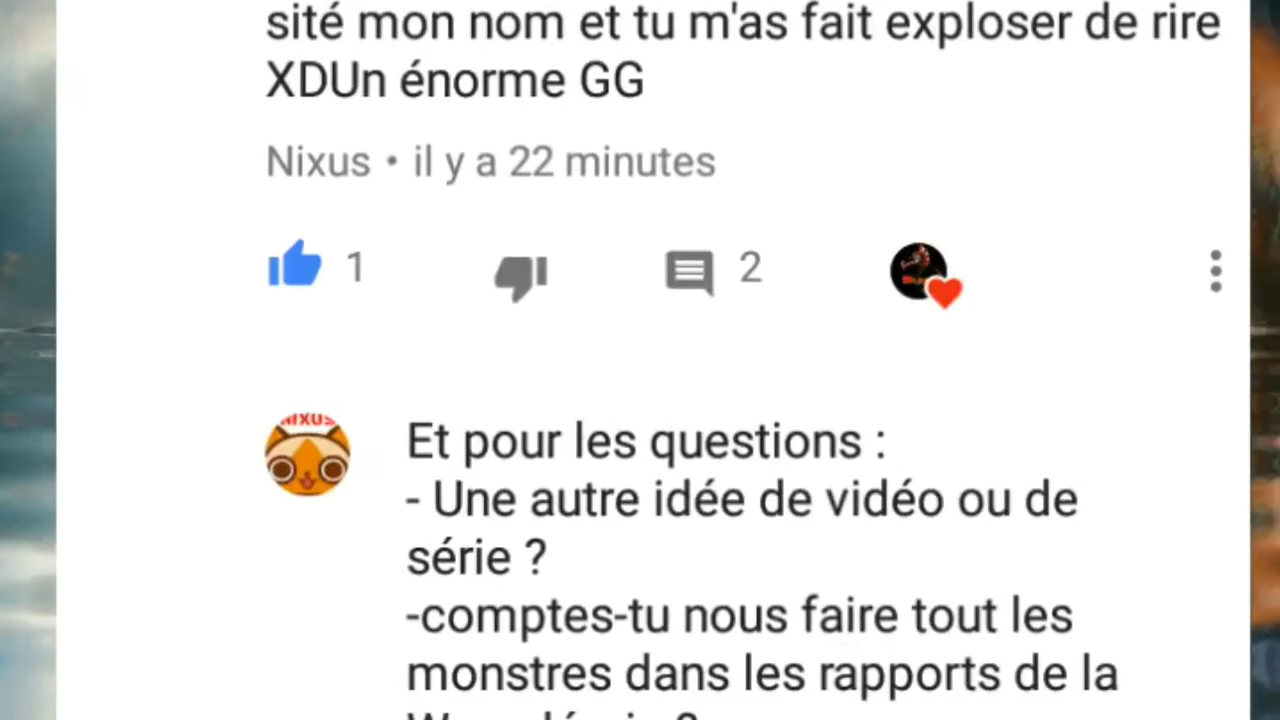 sité mon nom et tu m'as fait exploser de rire
XDUn énorme GG
Nixus • il y a 22 minutes
1
2
NIXUS
Et pour les questions :
- Une autre idée de vidéo ou de
série ?
-comptes-tu nous faire tout les
monstres dans les rapports de la